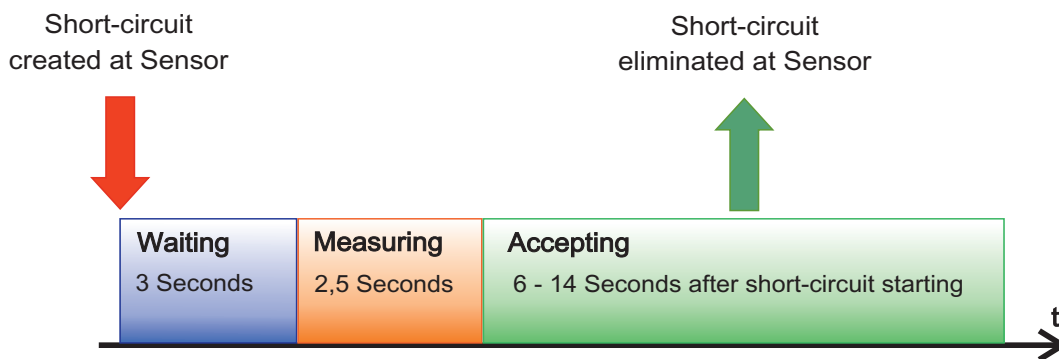 Short-circuit
created at Sensor
Short-circuit
eliminated at Sensor
Waiting
3 Seconds
Measuring
2,5 Seconds
Accepting
6 - 14 Seconds after short-circuit starting
t